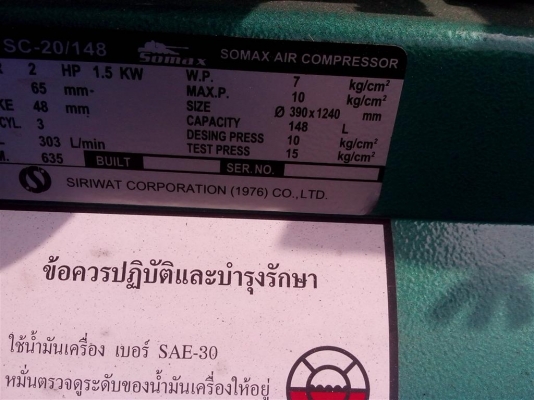 SC-20/148 Somax SOMAX AIR COMPRESSOR
2 HP 1.5 KW W.P. 7 kg/cm²
65 mm. MAX.P. 10 kg/cm²
KE 48 mm SIZE Ø 390x1240 mm
CYL 3 CAPACITY 148 L
303 L/min DESING PRESS 10 kg/cm²
M. 635 BUILT TEST PRESS 15 kg/cm²
SER.NO.
S SIRIWAT CORPORATION (1976) CO.,LTD.
ข้อควรปฏิบัติและบำรุงรักษา
ใช้น้ำมันเครื่อง เบอร์ SAE-30
หมั่นตรวจดูระดับของน้ำมันเครื่องให้อยู่